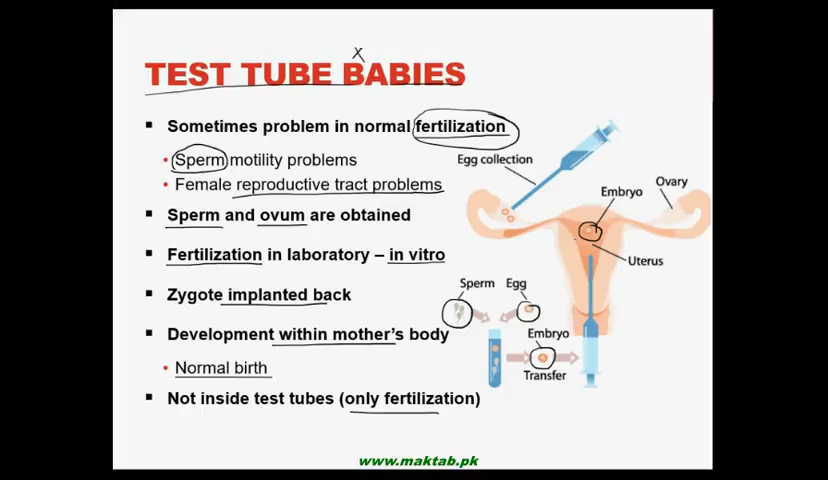 x
TEST TUBE BABIES
▪ Sometimes problem in normal fertilization
• Sperm motility problems
• Female reproductive tract problems
▪ Sperm and ovum are obtained
▪ Fertilization in laboratory – in vitro
▪ Zygote implanted back
▪ Development within mother's body
• Normal birth
▪ Not inside test tubes (only fertilization)
Egg collection
Embryo
Ovary
Uterus
Sperm
Egg
Embryo
Transfer
www.maktab.pk